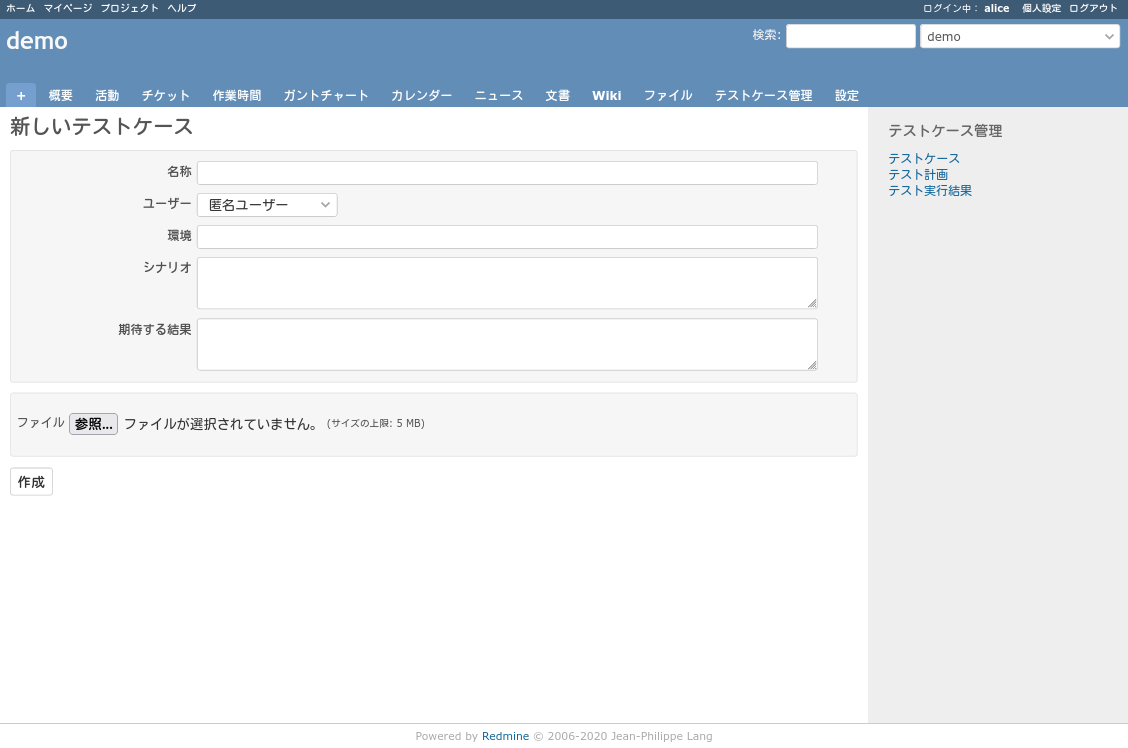 ホーム マイページ プロジェクト ヘルプ ログイン中： alice 個人設定 ログアウト
demo 検索: demo
+ 概要 活動 チケット 作業時間 ガントチャート カレンダー ニュース 文書 Wiki ファイル テストケース管理 設定
新しいテストケース
名称
ユーザー 匿名ユーザー
環境
シナリオ
期待する結果
ファイル 参照... ファイルが選択されていません。 (サイズの上限: 5 MB)
作成
テストケース管理
テストケース
テスト計画
テスト実行結果
Powered by Redmine © 2006-2020 Jean-Philippe Lang